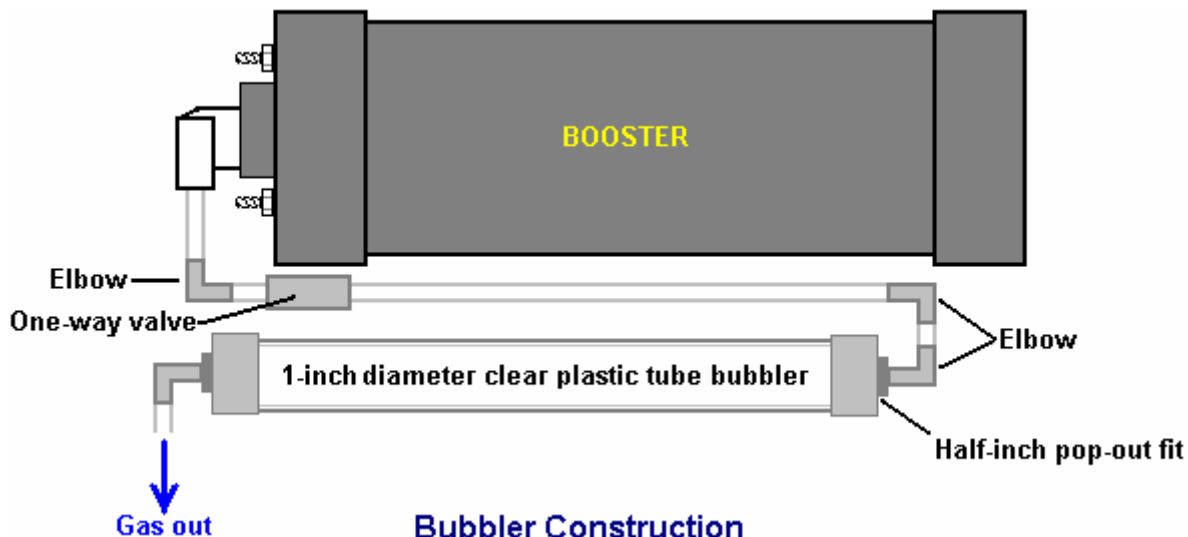 BOOSTER
Elbow
One-way valve
Elbow
1-inch diameter clear plastic tube bubbler
Half-inch pop-out fit
Gas out
Bubbler Construction